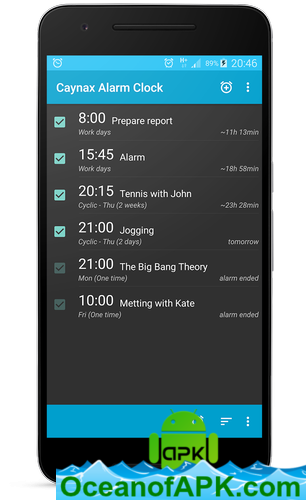 H+ 89% 20:46
Caynax Alarm Clock
8:00 Prepare report
Work days ~11h 13min
15:45 Alarm
Work days ~18h 58min
20:15 Tennis with John
Cyclic - Thu (2 weeks) ~23h 28min
21:00 Jogging
Cyclic - Thu (2 days) tomorrow
21:00 The Big Bang Theory
Mon (One time) alarm ended
10:00 Metting with Kate
Fri (One time) alarm ended
APK
OceanofAPK.com